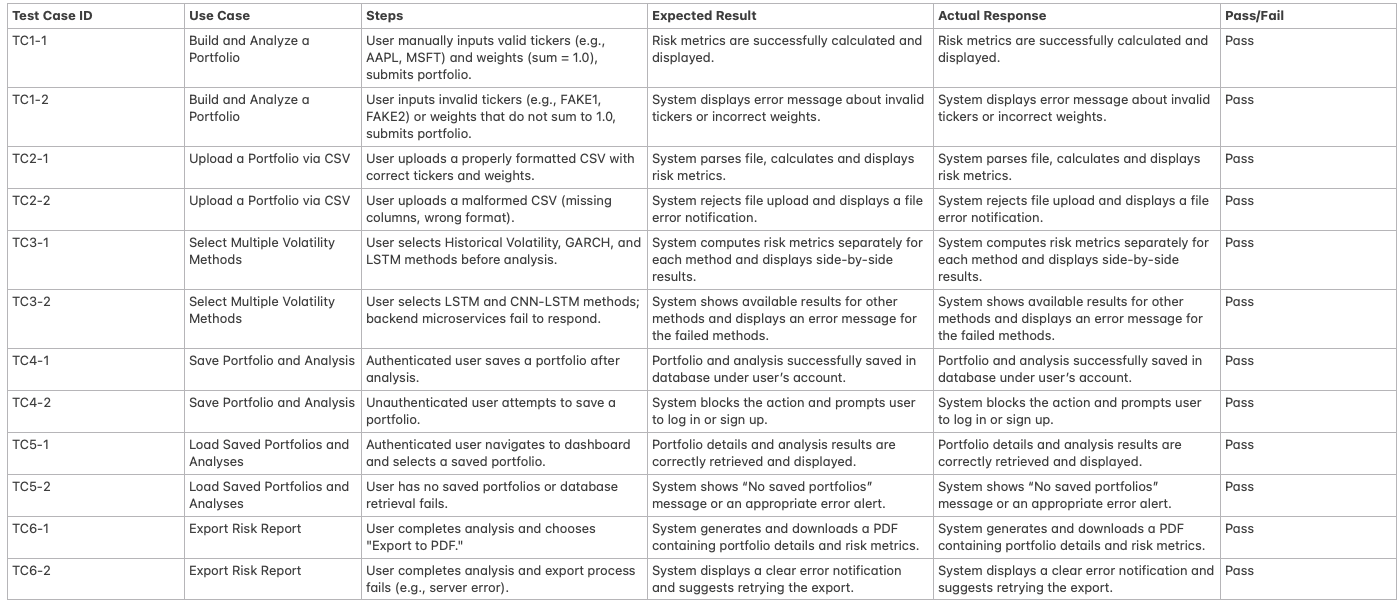 Test Case ID
Use Case
Steps
Expected Result
Actual Response
Pass/Fail
TC1-1
Build and Analyze a
Portfolio
User manually inputs valid tickers (e.g.,
AAPL, MSFT) and weights (sum = 1.0),
submits portfolio.
Risk metrics are successfully calculated and
displayed.
Risk metrics are successfully calculated and
displayed.
Pass
TC1-2
Build and Analyze a
Portfolio
User inputs invalid tickers (e.g., FAKE1,
FAKE2) or weights that do not sum to 1.0,
submits portfolio.
System displays error message about invalid
tickers or incorrect weights.
System displays error message about invalid
tickers or incorrect weights.
Pass
TC2-1
Upload a Portfolio via CSV
User uploads a properly formatted CSV with
correct tickers and weights.
System parses file, calculates and displays
risk metrics.
System parses file, calculates and displays
risk metrics.
Pass
TC2-2
Upload a Portfolio via CSV
User uploads a malformed CSV (missing
columns, wrong format).
System rejects file upload and displays a file
error notification.
System rejects file upload and displays a file
error notification.
Pass
TC3-1
Select Multiple Volatility
Methods
User selects Historical Volatility, GARCH, and
LSTM methods before analysis.
System computes risk metrics separately for
each method and displays side-by-side
results.
System computes risk metrics separately for
each method and displays side-by-side
results.
Pass
TC3-2
Select Multiple Volatility
Methods
User selects LSTM and CNN-LSTM methods;
backend microservices fail to respond.
System shows available results for other
methods and displays an error message for
the failed methods.
System shows available results for other
methods and displays an error message for
the failed methods.
Pass
TC4-1
Save Portfolio and Analysis
Authenticated user saves a portfolio after
analysis.
Portfolio and analysis successfully saved in
database under user’s account.
Portfolio and analysis successfully saved in
database under user’s account.
Pass
TC4-2
Save Portfolio and Analysis
Unauthenticated user attempts to save a
portfolio.
System blocks the action and prompts user
to log in or sign up.
System blocks the action and prompts user
to log in or sign up.
Pass
TC5-1
Load Saved Portfolios and
Analyses
Authenticated user navigates to dashboard
and selects a saved portfolio.
Portfolio details and analysis results are
correctly retrieved and displayed.
Portfolio details and analysis results are
correctly retrieved and displayed.
Pass
TC5-2
Load Saved Portfolios and
Analyses
User has no saved portfolios or database
retrieval fails.
System shows “No saved portfolios”
message or an appropriate error alert.
System shows “No saved portfolios”
message or an appropriate error alert.
Pass
TC6-1
Export Risk Report
User completes analysis and chooses
"Export to PDF."
System generates and downloads a PDF
containing portfolio details and risk metrics.
System generates and downloads a PDF
containing portfolio details and risk metrics.
Pass
TC6-2
Export Risk Report
User completes analysis and export process
fails (e.g., server error).
System displays a clear error notification
and suggests retrying the export.
System displays a clear error notification and
suggests retrying the export.
Pass